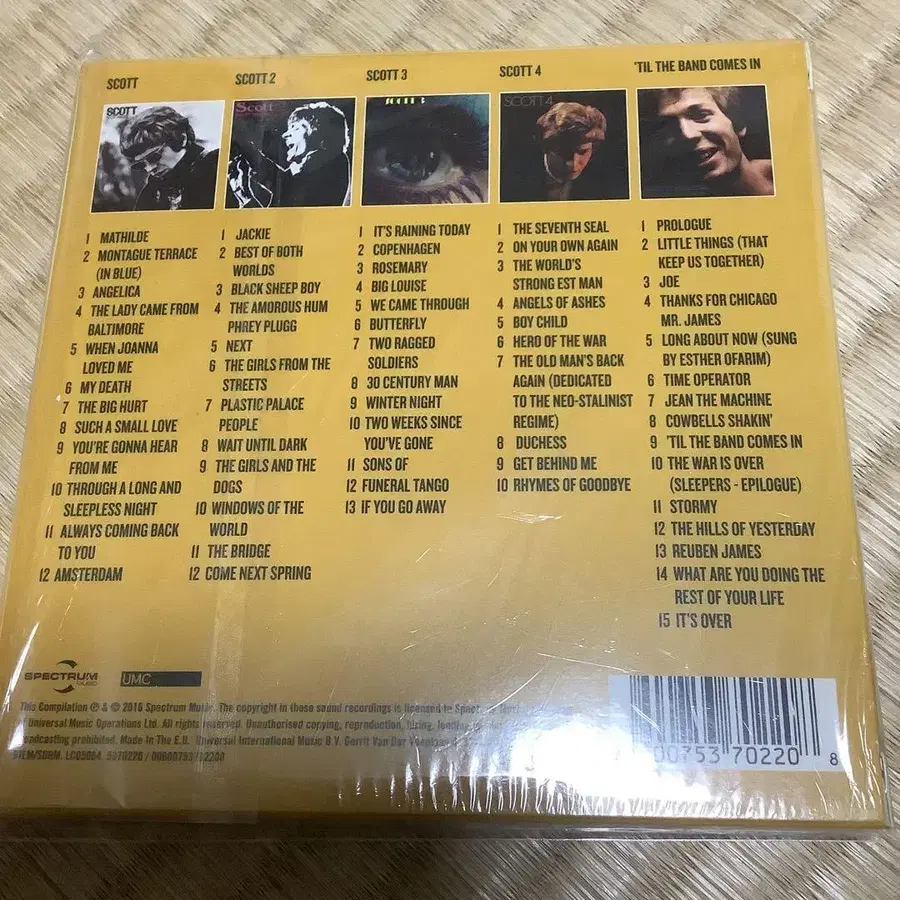 SCOTT
SCOTT
1 MATHILDE
2 MONTAGUE TERRACE
(IN BLUE)
3 ANGELICA
4 THE LADY CAME FROM
BALTIMORE
5 WHEN JOANNA
LOVED ME
6 MY DEATH
7 THE BIG HURT
8 SUCH A SMALL LOVE
9 YOU'RE GONNA HEAR
FROM ME
10 THROUGH A LONG AND
SLEEPLESS NIGHT
11 ALWAYS COMING BACK
TO YOU
12 AMSTERDAM
SCOTT 2
Scott 2
1 JACKIE
2 BEST OF BOTH
WORLDS
3 BLACK SHEEP BOY
4 THE AMOROUS HUM
PHREY PLUGG
5 NEXT
6 THE GIRLS FROM THE
STREETS
7 PLASTIC PALACE
PEOPLE
8 WAIT UNTIL DARK
9 THE GIRLS AND THE
DOGS
10 WINDOWS OF THE
WORLD
11 THE BRIDGE
12 COME NEXT SPRING
SCOTT 3
SCOTT 3
1 IT'S RAINING TODAY
2 COPENHAGEN
3 ROSEMARY
4 BIG LOUISE
5 WE CAME THROUGH
6 BUTTERFLY
7 TWO RAGGED
SOLDIERS
8 30 CENTURY MAN
9 WINTER NIGHT
10 TWO WEEKS SINCE
YOU'VE GONE
11 SONS OF
12 FUNERAL TANGO
13 IF YOU GO AWAY
SCOTT 4
SCOTT 4
1 THE SEVENTH SEAL
2 ON YOUR OWN AGAIN
3 THE WORLD'S
STRONG EST MAN
4 ANGELS OF ASHES
5 BOY CHILD
6 HERO OF THE WAR
7 THE OLD MAN'S BACK
AGAIN (DEDICATED
TO THE NEO-STALINIST
REGIME)
8 DUCHESS
9 GET BEHIND ME
10 RHYMES OF GOODBYE
'TIL THE BAND COMES IN
1 PROLOGUE
2 LITTLE THINGS (THAT
KEEP US TOGETHER)
3 JOE
4 THANKS FOR CHICAGO
MR. JAMES
5 LONG ABOUT NOW (SUNG
BY ESTHER OFARIM)
6 TIME OPERATOR
7 JEAN THE MACHINE
8 COWBELLS SHAKIN'
9 'TIL THE BAND COMES IN
10 THE WAR IS OVER
(SLEEPERS - EPILOGUE)
11 STORMY
12 THE HILLS OF YESTERDAY
13 REUBEN JAMES
14 WHAT ARE YOU DOING THE
REST OF YOUR LIFE
15 IT'S OVER
SPECTRUM
MUSIC
UMC
This Compilation ℗ & © 2016 Spectrum Music. The copyright in these sound recordings is licensed to
of Universal Music Operations Ltd. All rights reserved. Unauthorised copying, reproduction, hiring, lending
broadcasting prohibited. Made In The E.U. Universal International Music B.V. Gerrit Van Der
BIEM/SDRM. LC05064. 5370220 / 00600753702208
00753 70220 8